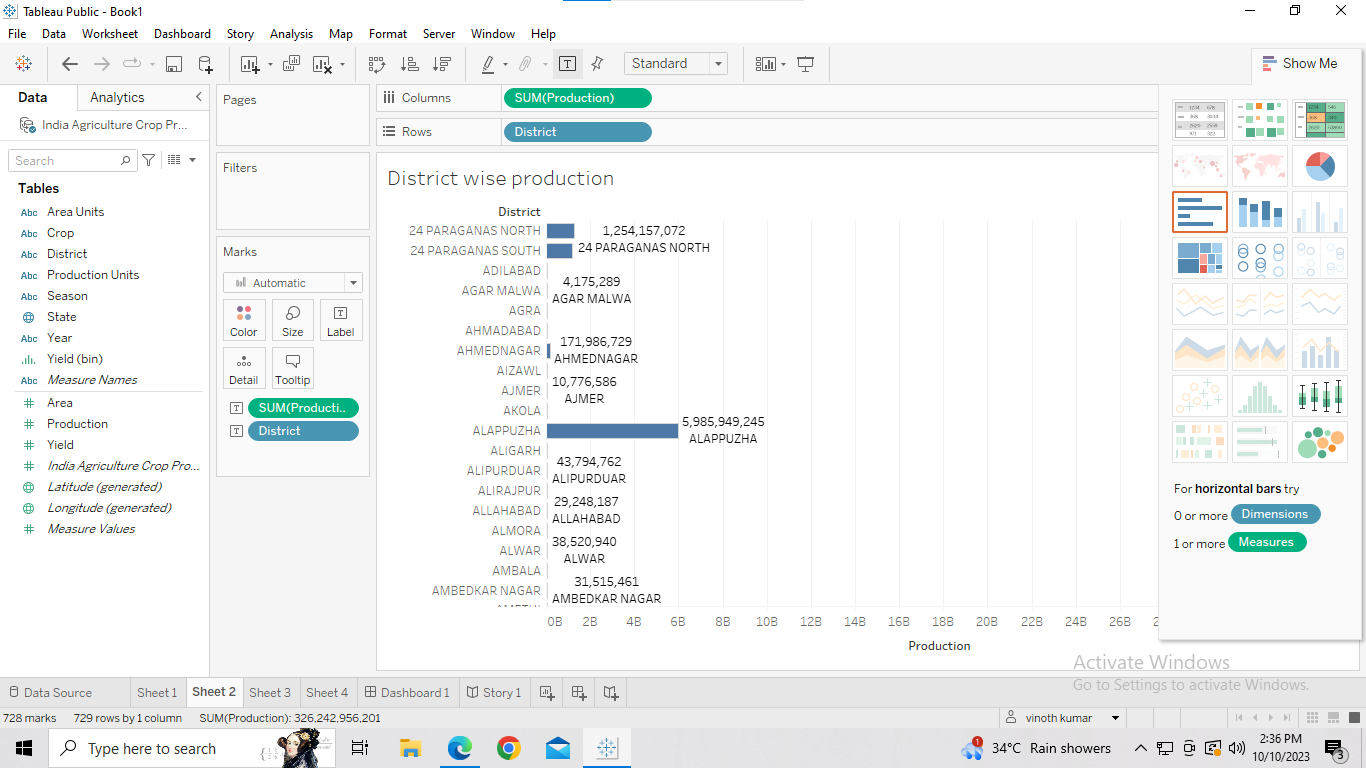 Tableau Public - Book1
File Data Worksheet Dashboard Story Analysis Map Format Server Window Help
Standard
Show Me
Data Analytics
India Agriculture Crop Pr...
Search
Tables
Abc Area Units
Abc Crop
Abc District
Abc Production Units
Abc Season
State
Abc Year
Yield (bin)
Abc Measure Names
Area
Production
Yield
India Agriculture Crop Pro...
Latitude (generated)
Longitude (generated)
Measure Values
Pages
Filters
Marks
Automatic
Color Size Label
Detail Tooltip
SUM(Producti..
District
Columns SUM(Production)
Rows District
District wise production
District
24 PARAGANAS NORTH 1,254,157,072
24 PARAGANAS NORTH
24 PARAGANAS SOUTH
ADILABAD
AGAR MALWA 4,175,289
AGAR MALWA
AGRA
AHMADABAD
AHMEDNAGAR 171,986,729
AHMEDNAGAR
AIZAWL
AJMER 10,776,586
AJMER
AKOLA
ALAPPUZHA 5,985,949,245
ALAPPUZHA
ALIGARH
ALIPURDUAR 43,794,762
ALIPURDUAR
ALIRAJPUR
ALLAHABAD 29,248,187
ALLAHABAD
ALMORA
ALWAR 38,520,940
ALWAR
AMBALA
AMBEDKAR NAGAR 31,515,461
AMBEDKAR NAGAR
0B 2B 4B 6B 8B 10B 12B 14B 16B 18B 20B 22B 24B 26B
Production
For horizontal bars try
0 or more Dimensions
1 or more Measures
Activate Windows
Go to Settings to activate Windows.
Data Source Sheet 1 Sheet 2 Sheet 3 Sheet 4 Dashboard 1 Story 1
728 marks 729 rows by 1 column SUM(Production): 326,242,956,201
vinoth kumar
Type here to search
1
34°C Rain showers
2:36 PM
10/10/2023
3